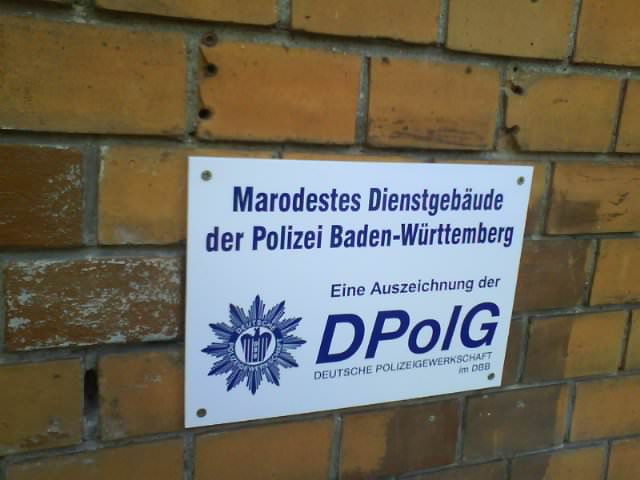 Marodestes Dienstgebäude
der Polizei Baden-Württemberg
Eine Auszeichnung der
DPolG
DEUTSCHE POLIZEIGEWERKSCHAFT
im DBB